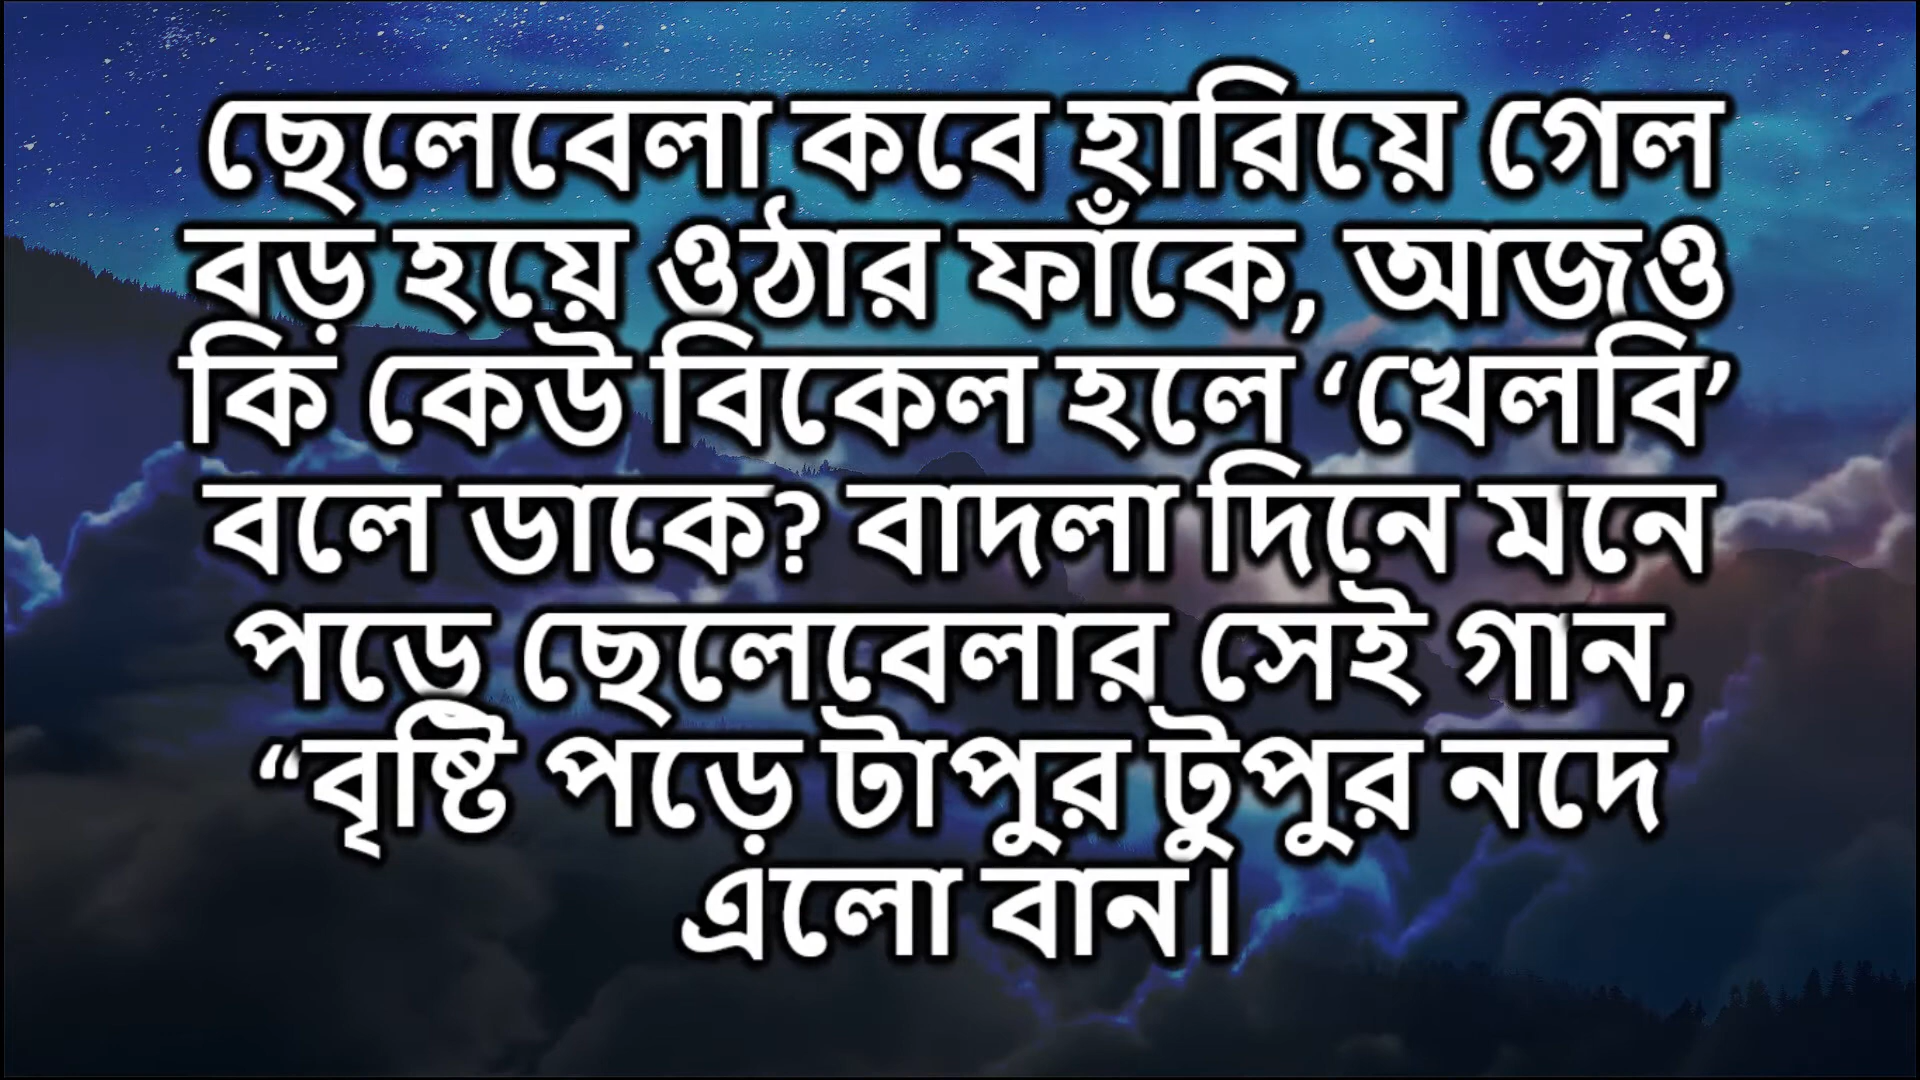 ছেলেবেলা কবে হারিয়ে গেল
বড় হয়ে ওঠার ফাঁকে, আজও
কি কেউ বিকেল হলে ‘খেলবি’
বলে ডাকে? বাদলা দিনে মনে
পড়ে ছেলেবেলার সেই গান,
“বৃষ্টি পড়ে টাপুর টুপুর নদে
এলো বান।